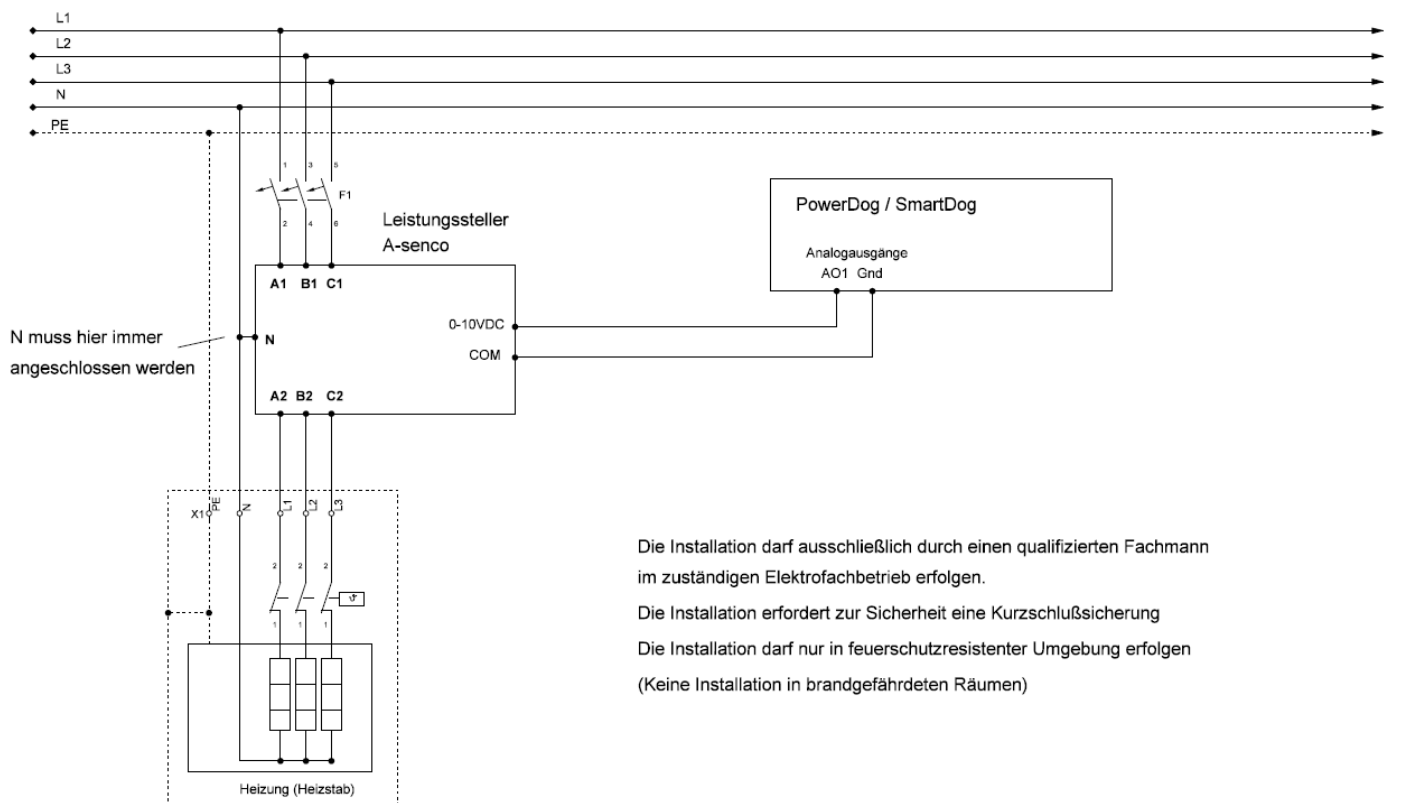 L1
L2
L3
N
PE
1 3 5
F1
2 4 6
Leistungssteller
A-senco
PowerDog / SmartDog
Analogausgänge
AO1 Gnd
A1 B1 C1
0-10VDC
N muss hier immer
angeschlossen werden
N
COM
A2 B2 C2
X1 PE N L1 L2 L3
2 2 2
ϑ
1 1 1
Heizung (Heizstab)
Die Installation darf ausschließlich durch einen qualifizierten Fachmann
im zuständigen Elektrofachbetrieb erfolgen.
Die Installation erfordert zur Sicherheit eine Kurzschlußsicherung
Die Installation darf nur in feuerschutzresistenter Umgebung erfolgen
(Keine Installation in brandgefährdeten Räumen)